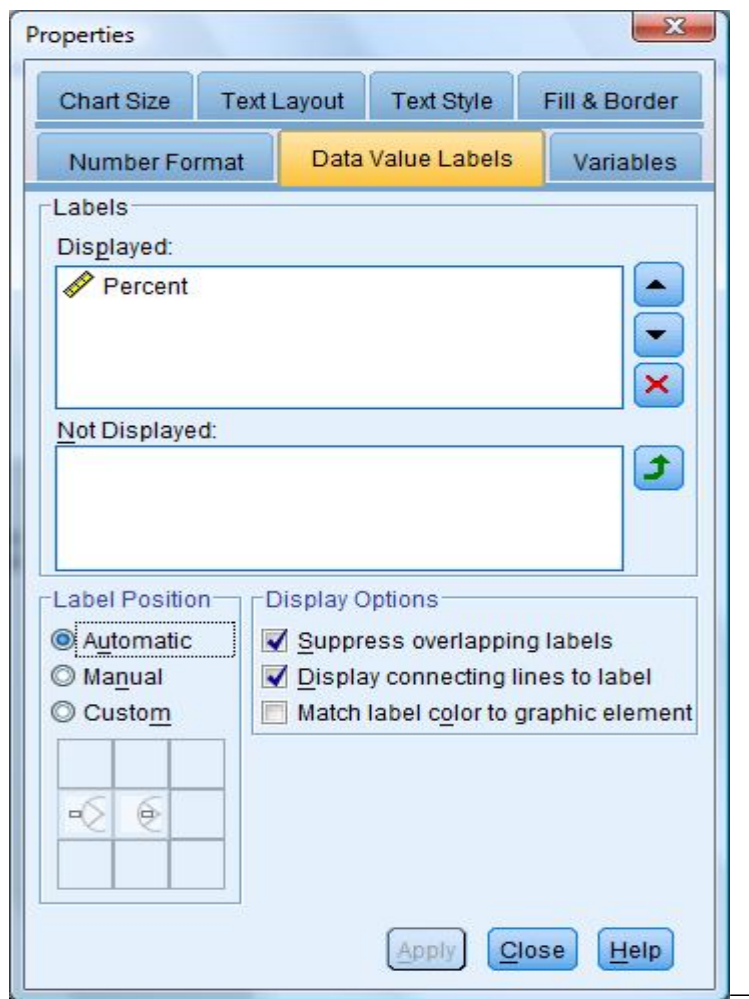 Properties
Chart Size Text Layout Text Style Fill & Border
Number Format Data Value Labels Variables
Labels
Displayed:
Percent
Not Displayed:
Label Position
Automatic
Manual
Custom
Display Options
Suppress overlapping labels
Display connecting lines to label
Match label color to graphic element
Apply Close Help